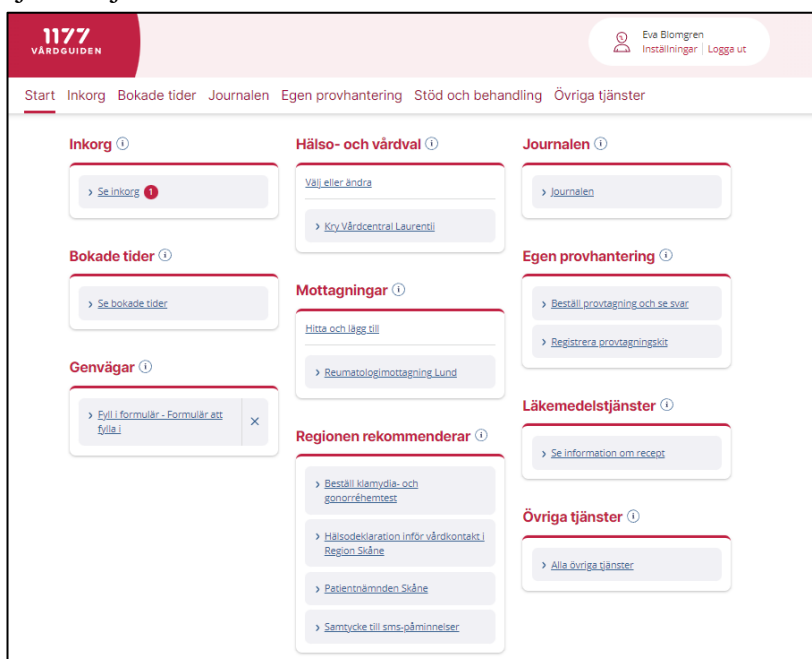 1177
VÅRDGUIDEN
Eva Blomgren
Inställningar | Logga ut
Start Inkorg Bokade tider Journalen Egen provhantering Stöd och behandling Övriga tjänster
Inkorg
Se inkorg 1
Bokade tider
Se bokade tider
Genvägar
Fyll i formulär - Formulär att
fylla i
Hälso- och vårdval
Välj eller ändra
Kry Vårdcentral Laurentii
Mottagningar
Hitta och lägg till
Reumatologimottagning Lund
Regionen rekommenderar
Beställ klamydia- och
gonorréhemtest
Hälsodeklaration inför vårdkontakt i
Region Skåne
Patientnämnden Skåne
Samtycke till sms-påminnelser
Journalen
Journalen
Egen provhantering
Beställ provtagning och se svar
Registrera provtagningskit
Läkemedelstjänster
Se information om recept
Övriga tjänster
Alla övriga tjänster